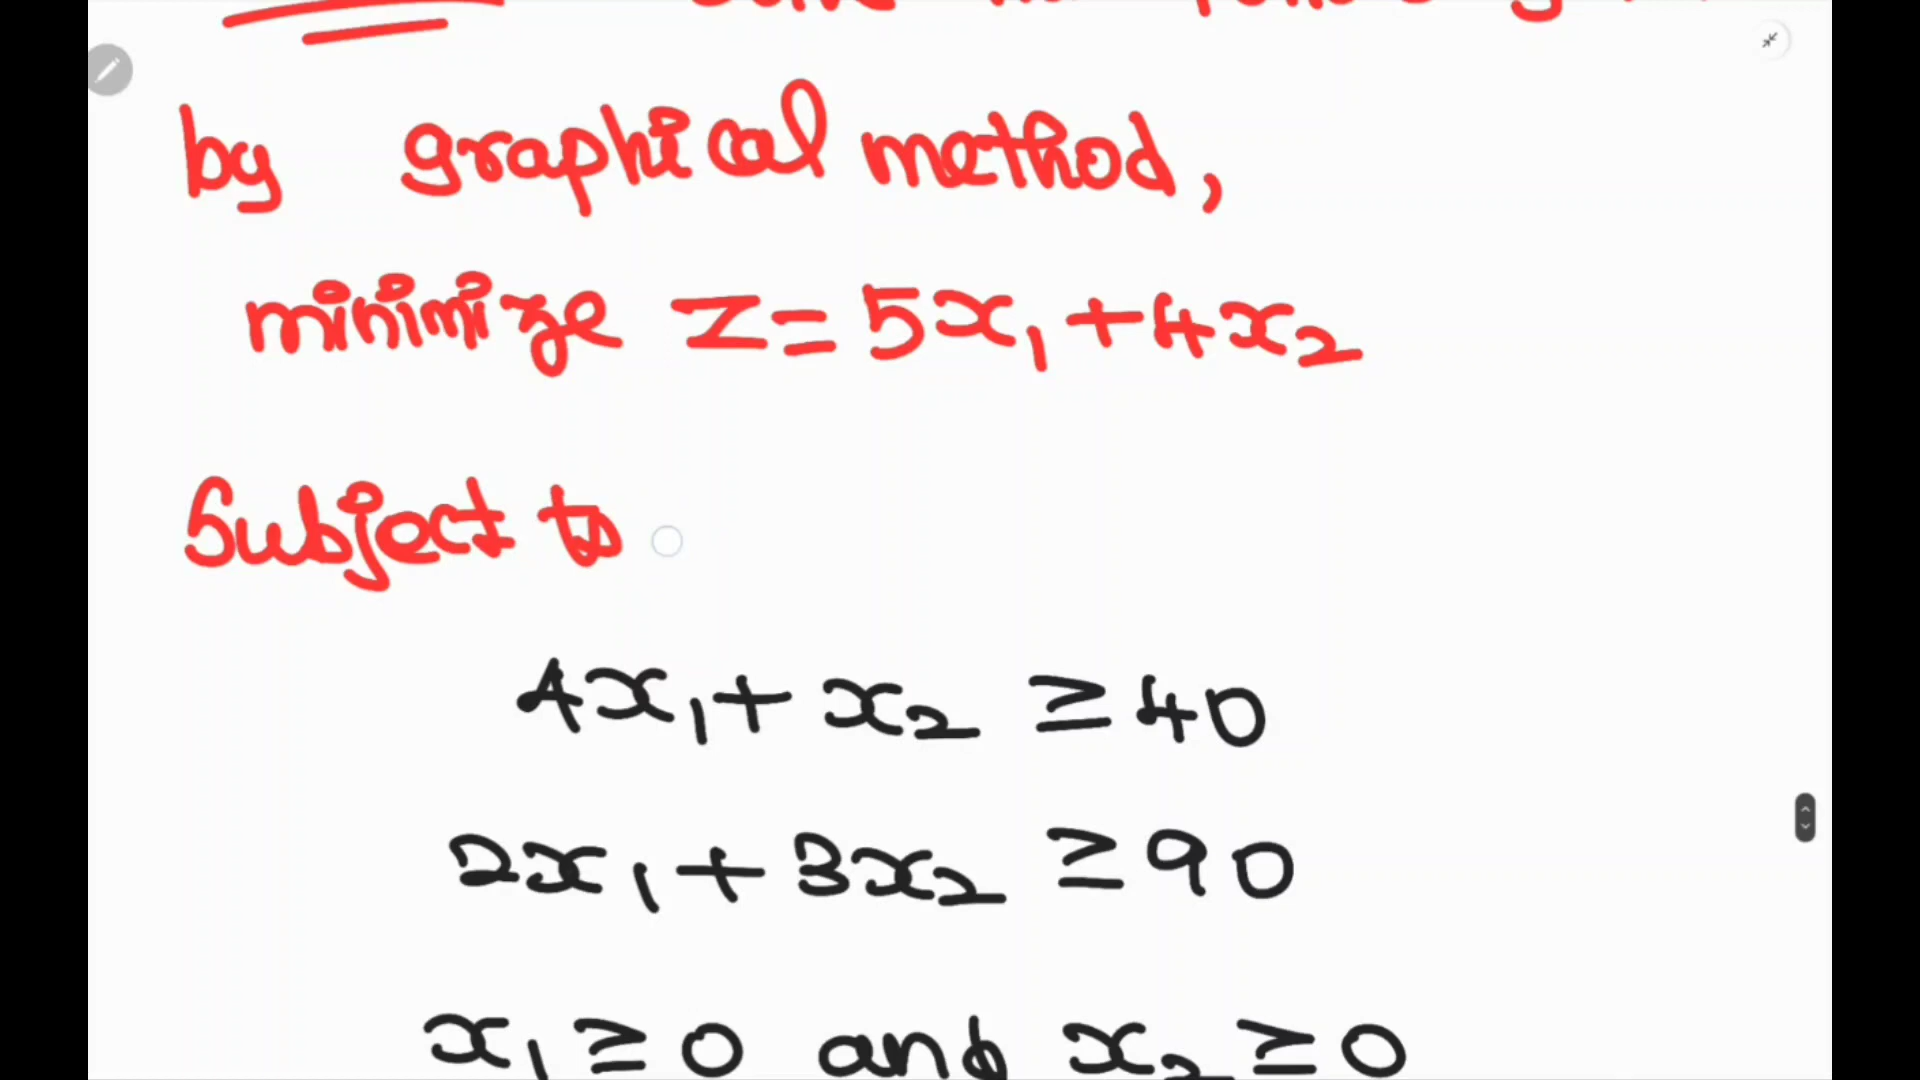 by graphical method,
minimize Z = 5x₁ + 4x₂
Subject to
4x₁ + x₂ ≥ 40
2x₁ + 3x₂ ≥ 90
x₁ ≥ 0 and x₂ ≥ 0